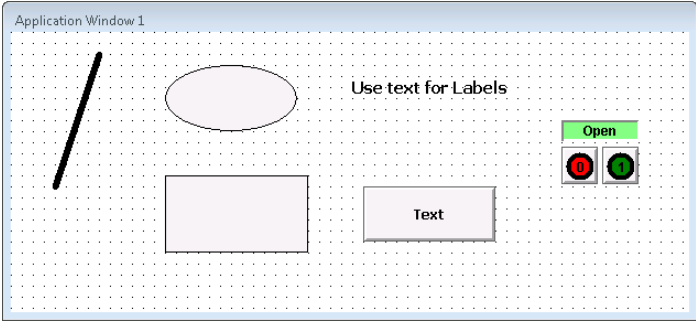 Application Window 1
Use text for Labels
Open
0 1
Text